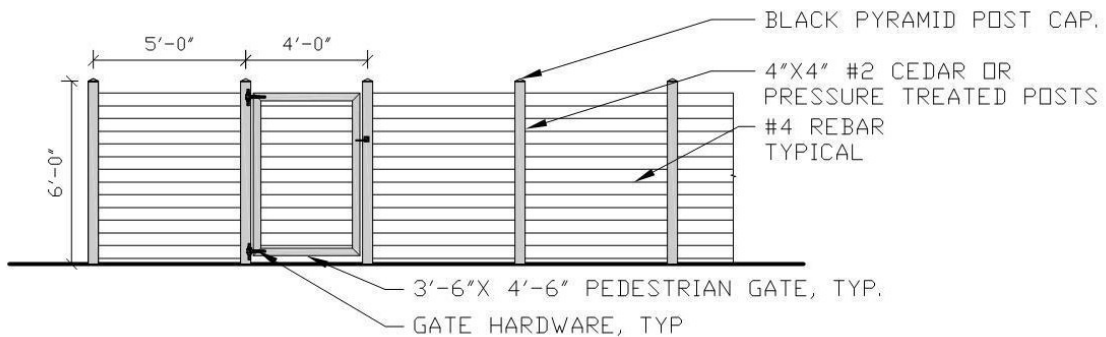 BLACK PYRAMID POST CAP.
5'-0" 4'-0"
4"X4" #2 CEDAR OR
PRESSURE TREATED POSTS
#4 REBAR
TYPICAL
6'-0"
3'-6"X 4'-6" PEDESTRIAN GATE, TYP.
GATE HARDWARE, TYP